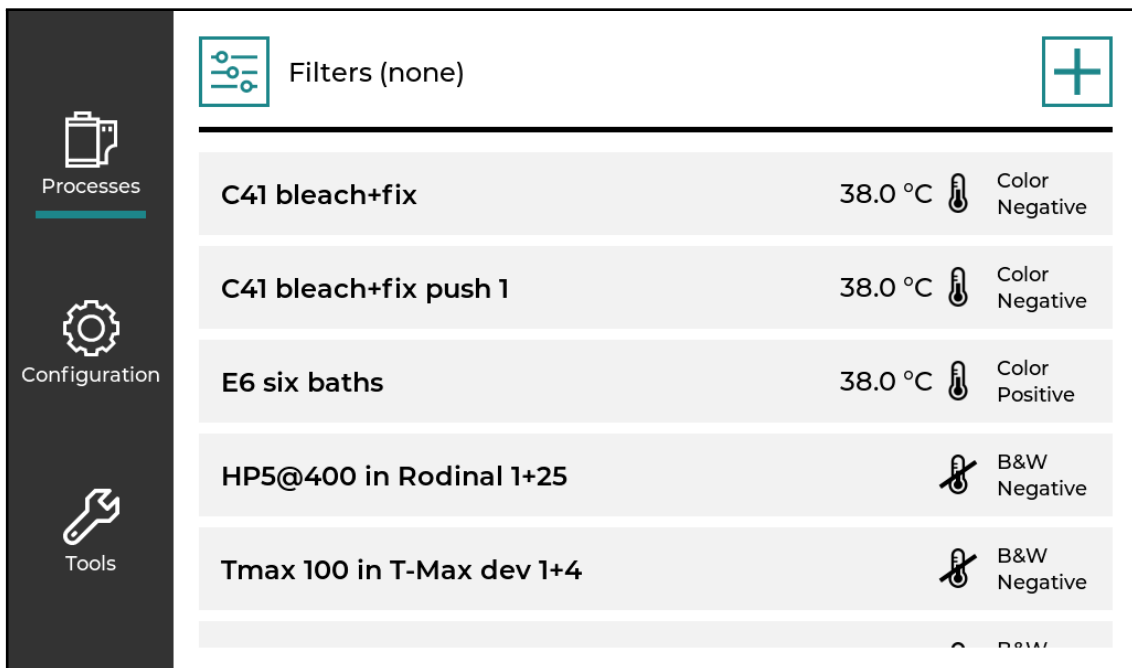 Filters (none)
Processes
Configuration
Tools
C41 bleach+fix
38.0 °C
Color
Negative
C41 bleach+fix push 1
38.0 °C
Color
Negative
E6 six baths
38.0 °C
Color
Positive
HP5@400 in Rodinal 1+25
B&W
Negative
Tmax 100 in T-Max dev 1+4
B&W
Negative
B&W